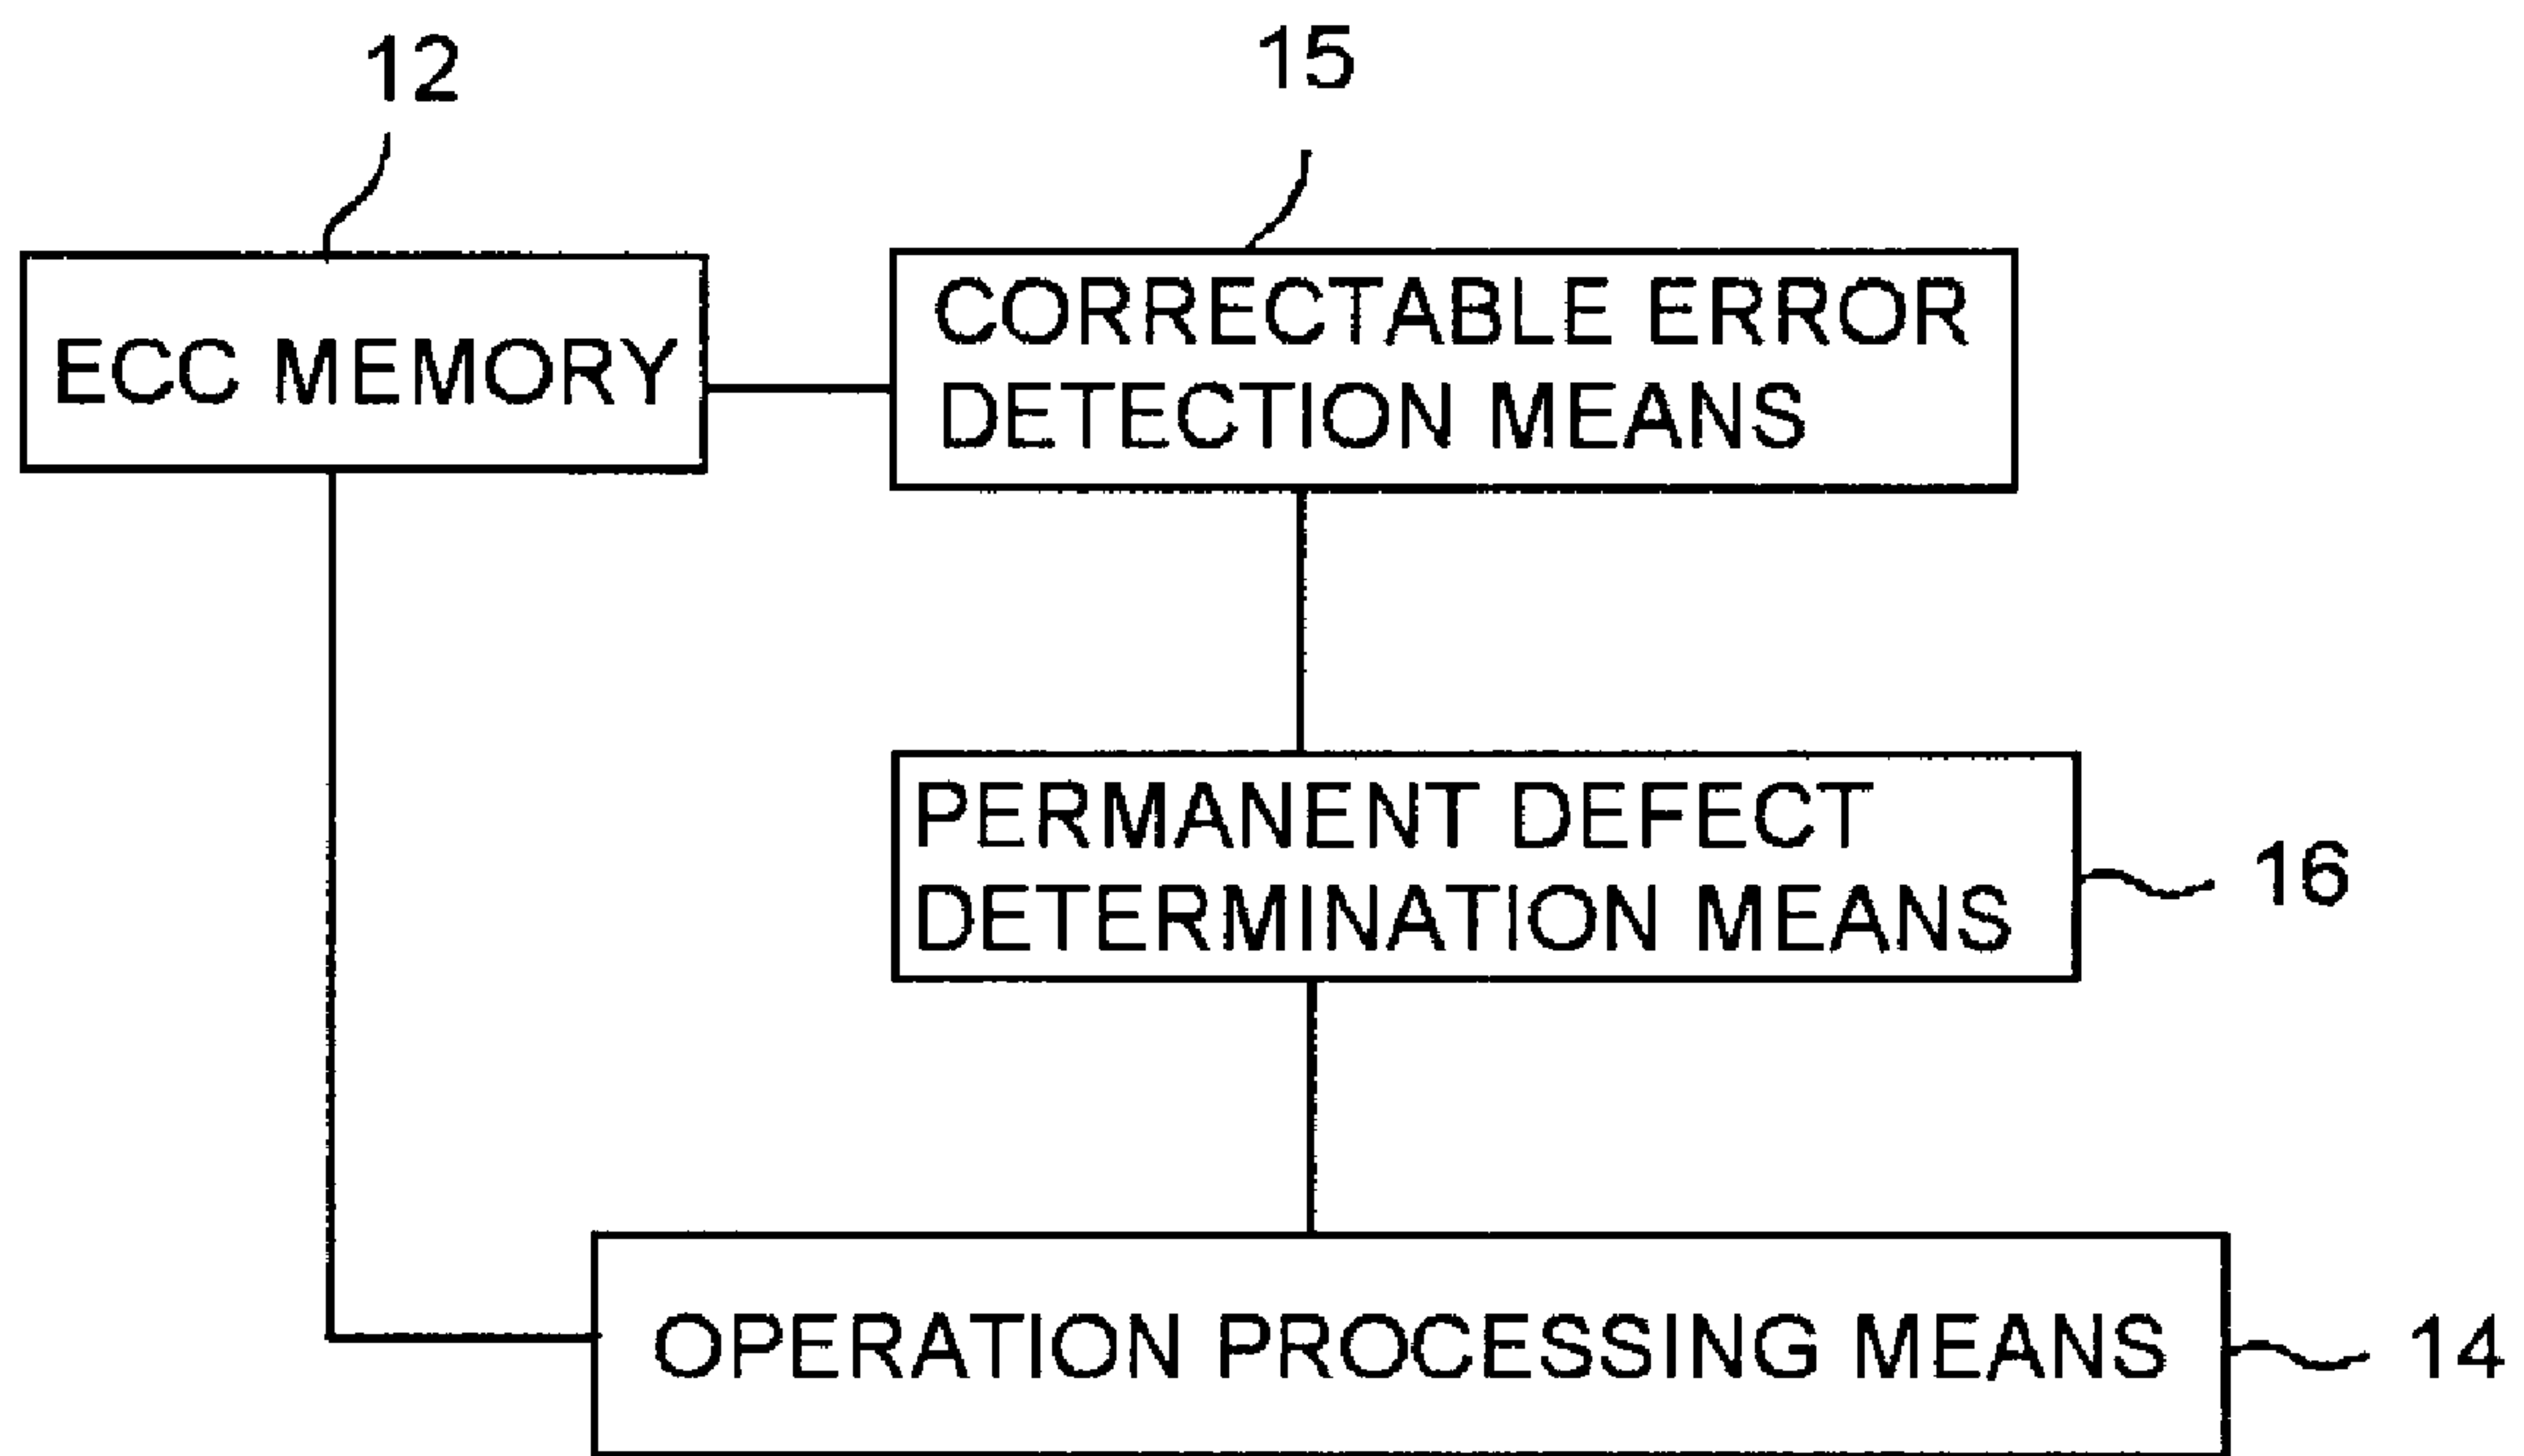 12
15
ECC MEMORY
CORRECTABLE ERROR
DETECTION MEANS
PERMANENT DEFECT
DETERMINATION MEANS
16
OPERATION PROCESSING MEANS
14